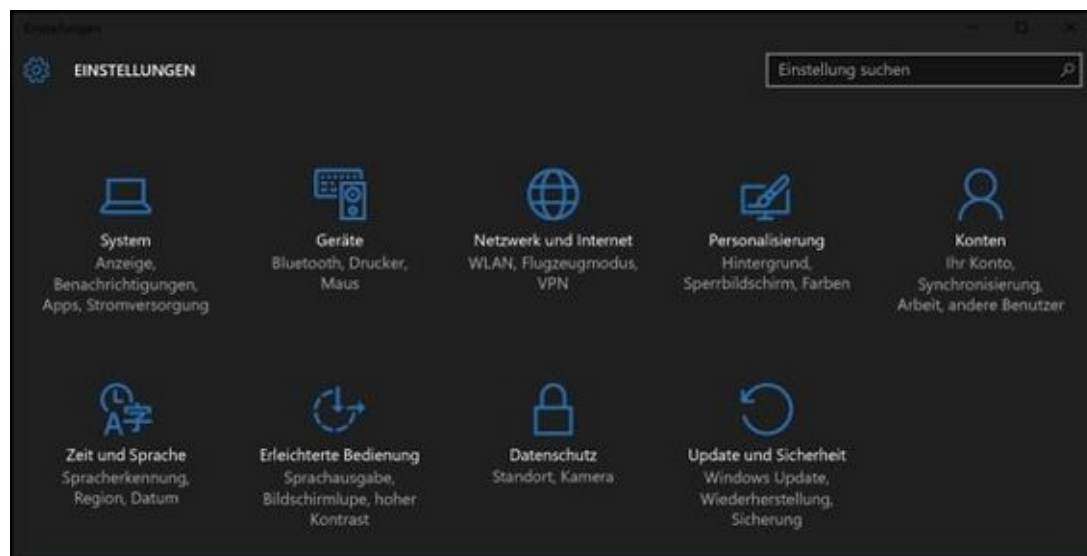 Einstellungen
EINSTELLUNGEN
Einstellung suchen
System
Anzeige,
Benachrichtigungen,
Apps, Stromversorgung
Geräte
Bluetooth, Drucker,
Maus
Netzwerk und Internet
WLAN, Flugzeugmodus,
VPN
Personalisierung
Hintergrund,
Sperrbildschirm, Farben
Konten
Ihr Konto,
Synchronisierung,
Arbeit, andere Benutzer
Zeit und Sprache
Spracherkennung,
Region, Datum
Erleichterte Bedienung
Sprachausgabe,
Bildschirmlupe, hoher
Kontrast
Datenschutz
Standort, Kamera
Update und Sicherheit
Windows Update,
Wiederherstellung,
Sicherung